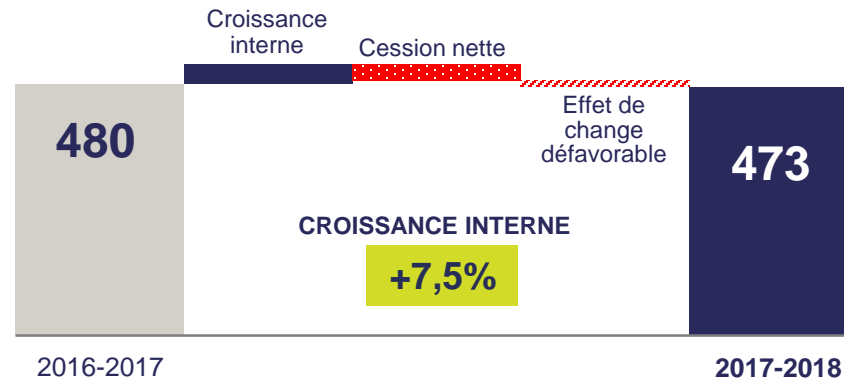 Croissance
interne
Cession nette
Effet de
change
défavorable
480
473
CROISSANCE INTERNE
+7,5%
2016-2017
2017-2018